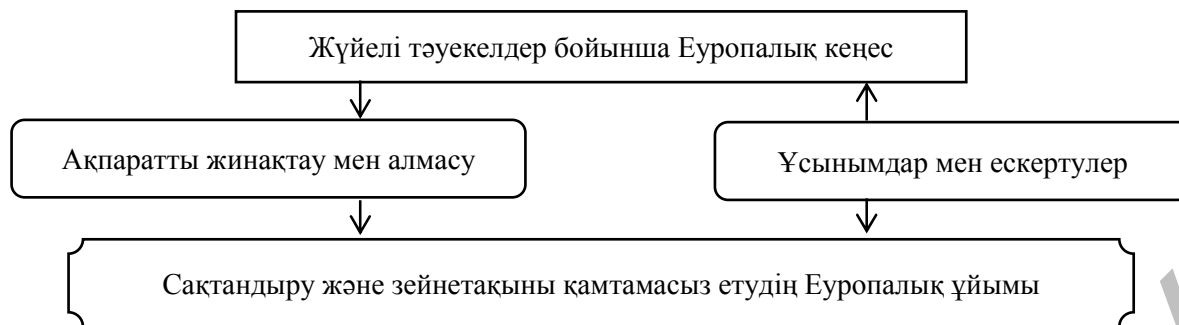 Жүйелі тәуекелдер бойынша Еуропалық кеңес
Ақпаратты жинақтау мен алмасу
Ұсынымдар мен ескертулер
Сақтандыру және зейнетақыны қамтамасыз етудің Еуропалық ұйымы